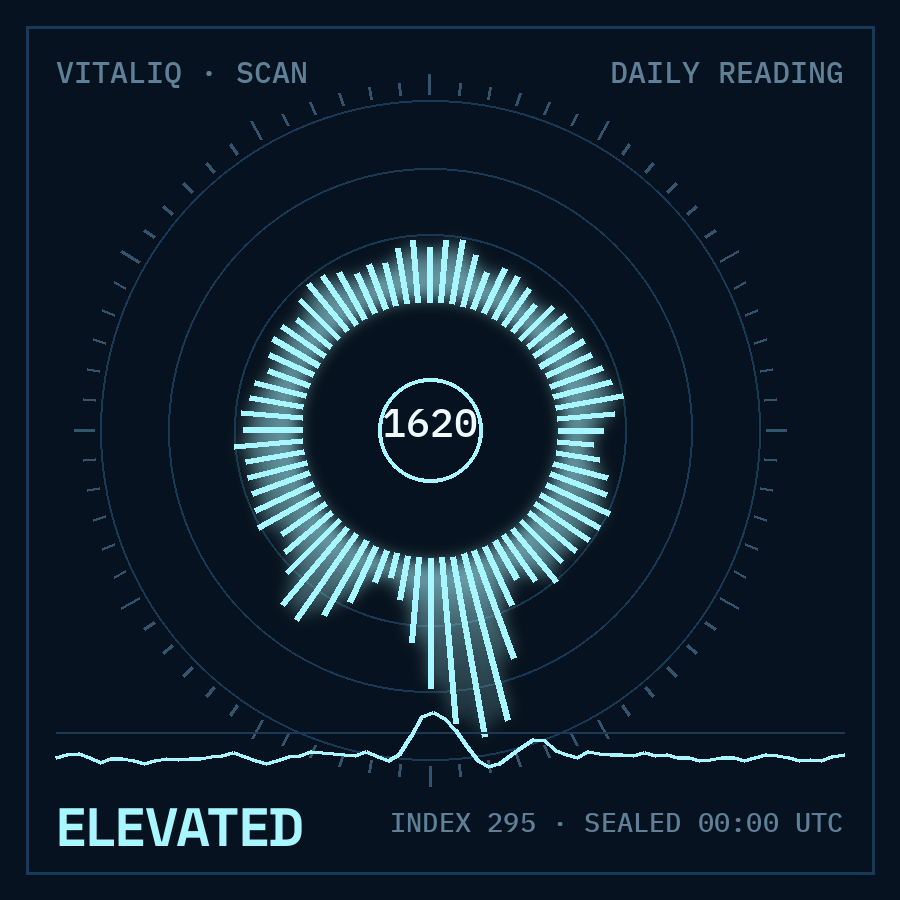 VITALIQ · SCAN
DAILY READING
1620
ELEVATED
INDEX 295 · SEALED 00:00 UTC